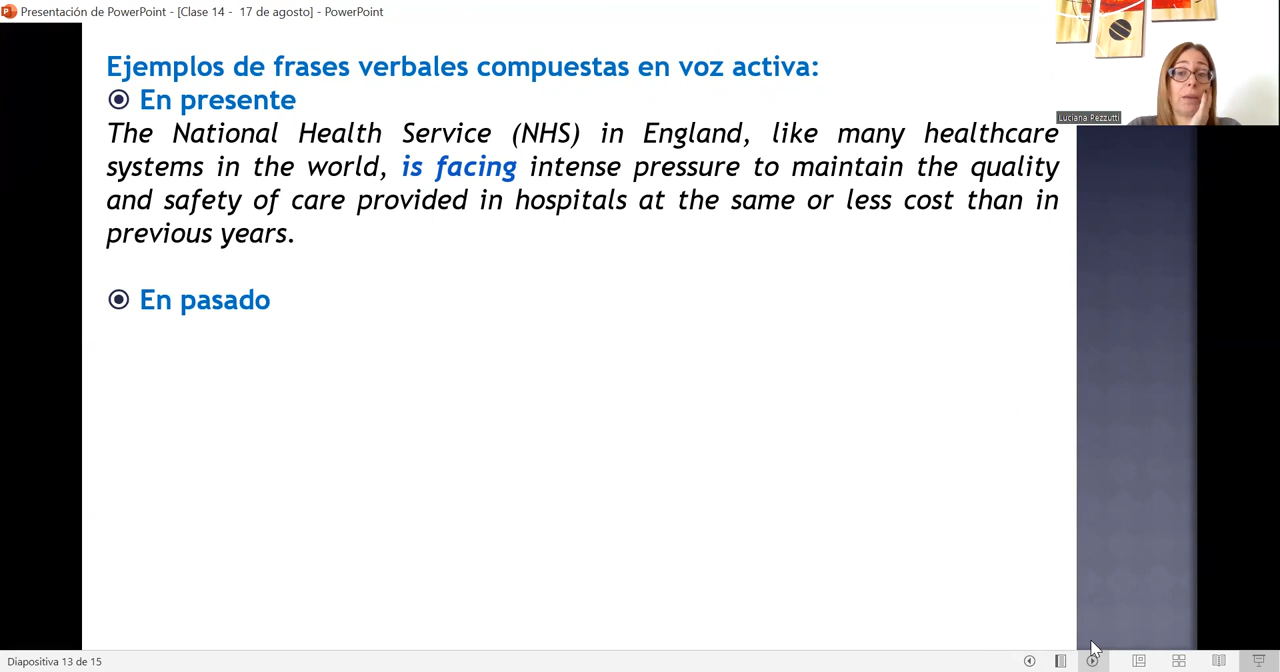 Presentación de PowerPoint - [Clase 14 - 17 de agosto] - PowerPoint
Ejemplos de frases verbales compuestas en voz activa:
En presente
The National Health Service (NHS) in England, like many healthcare
systems in the world, is facing intense pressure to maintain the quality
and safety of care provided in hospitals at the same or less cost than in
previous years.
En pasado
Luciana Pezzutti
Diapositiva 13 de 15